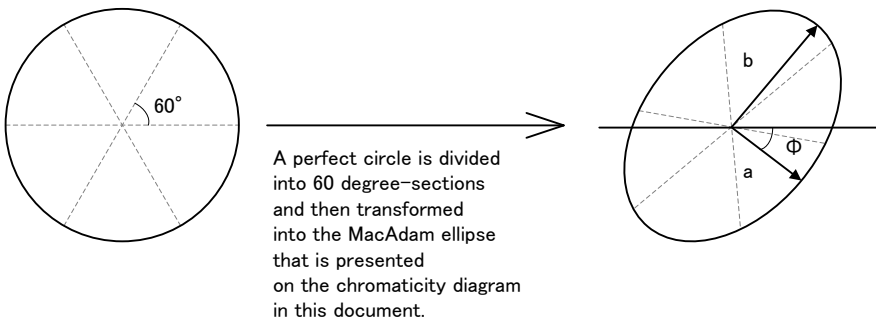 60°
A perfect circle is divided
into 60 degree-sections
and then transformed
into the MacAdam ellipse
that is presented
on the chromaticity diagram
in this document.
b
Φ
a